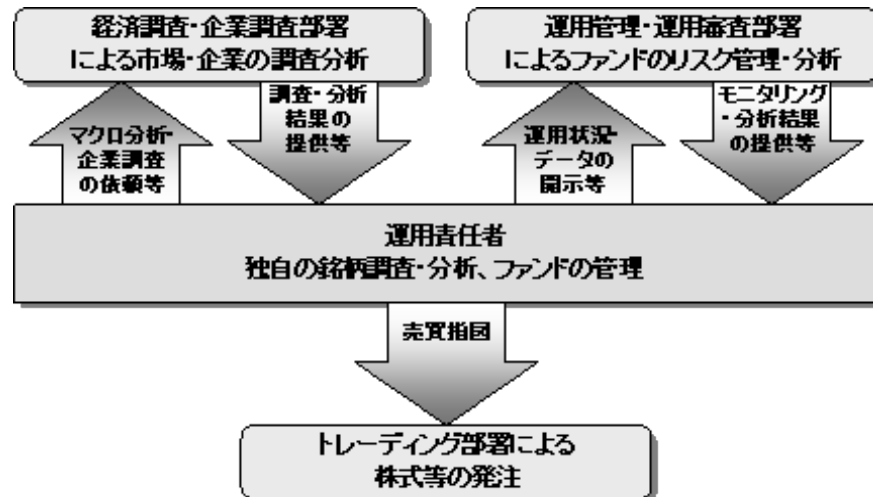 経済調査・企業調査部署
による市場・企業の調査分析
運用管理・運用審査部署
によるファンドのリスク管理・分析
マクロ分析・
企業調査
の依頼等
調査・分析
結果の
提供等
運用状況・
データの
開示等
モニタリング
・分析結果
の提供等
運用責任者
独自の銘柄調査・分析、ファンドの管理
売買指図
トレーディング部署による
株式等の発注